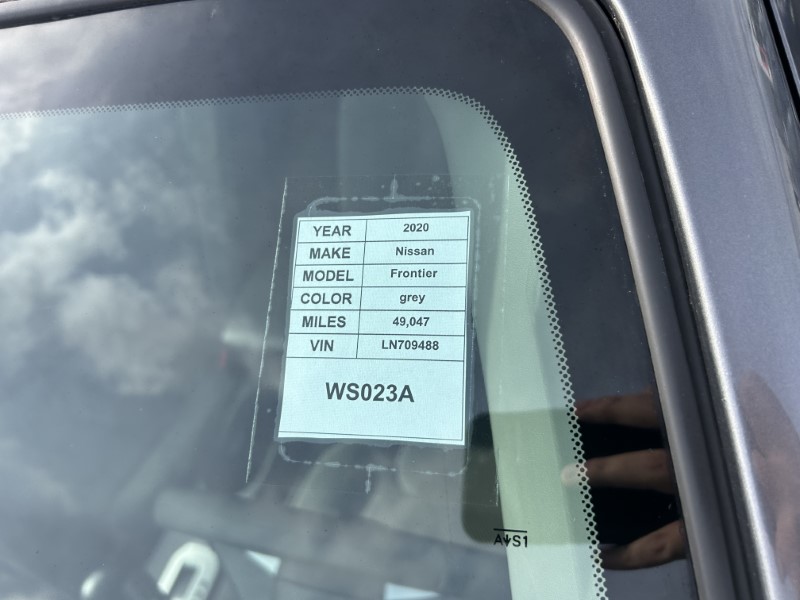 YEAR 2020
MAKE Nissan
MODEL Frontier
COLOR grey
MILES 49,047
VIN LN709488
WS023A
AS1